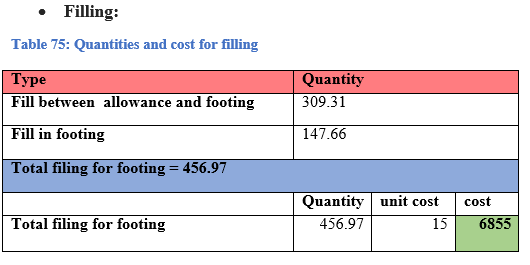 • Filling:
Table 75: Quantities and cost for filling
Type Quantity
Fill between allowance and footing 309.31
Fill in footing 147.66
Total filing for footing = 456.97
Quantity unit cost cost
Total filing for footing 456.97 15 6855